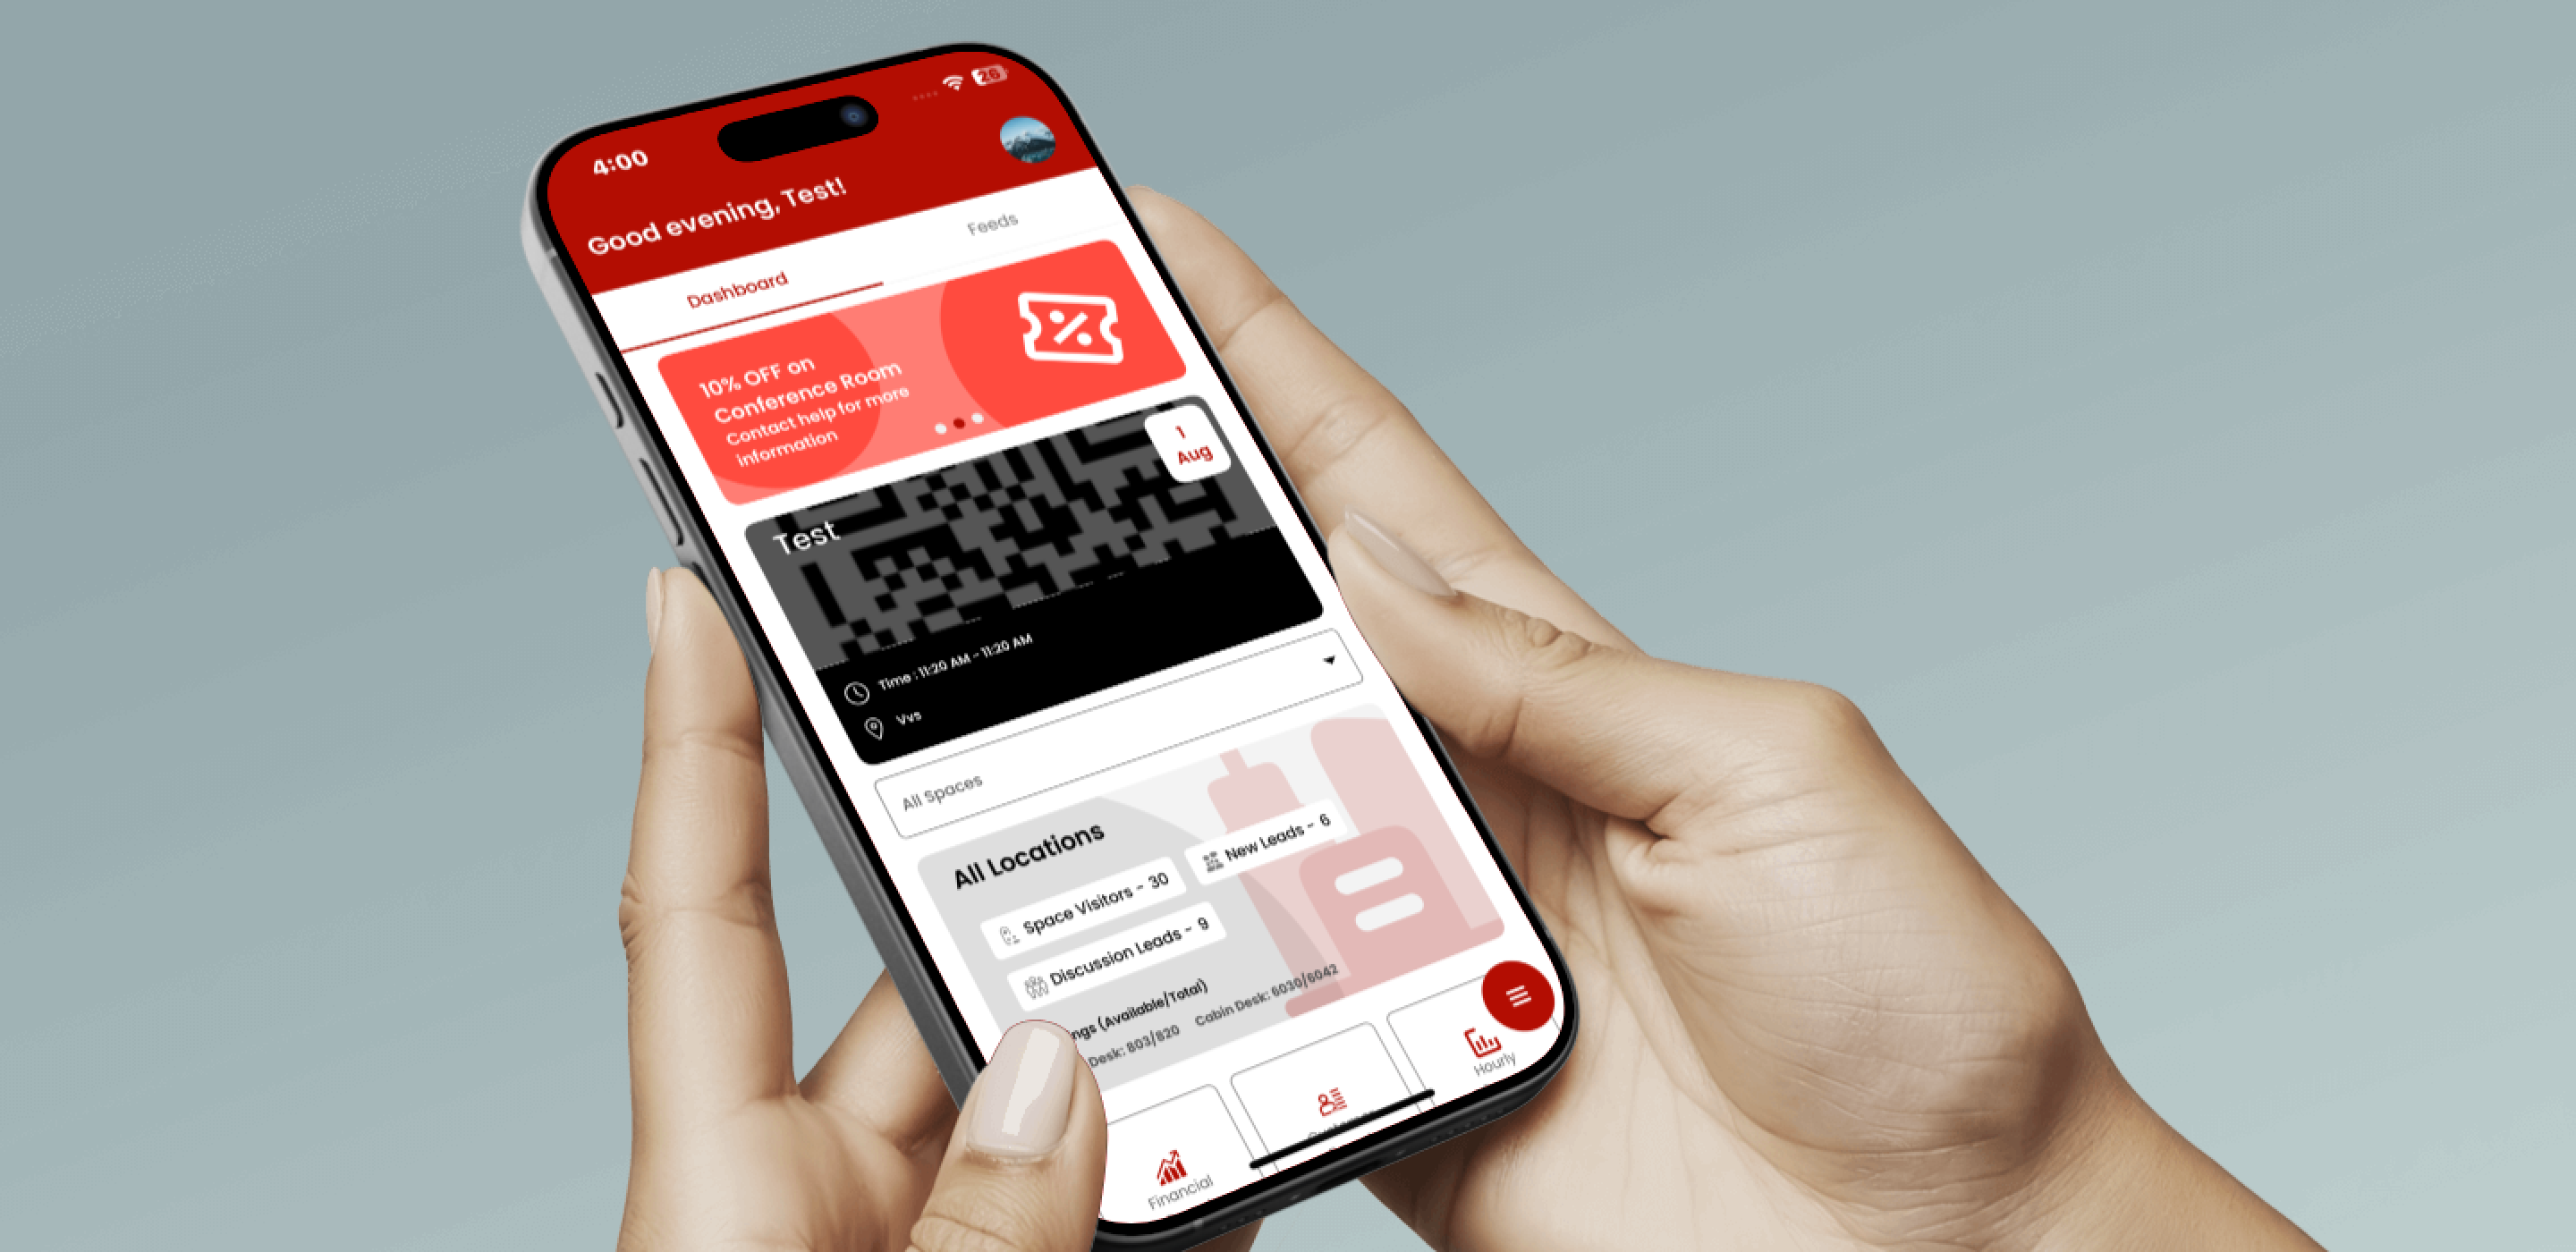 4:00
26
Good evening, Test!
Dashboard
Feeds
10% OFF on
Conference Room
Contact help for more
information
1
Aug
Test
Time : 11:20 AM - 11:20 AM
Vvs
All Spaces
All Locations
Space Visitors - 30
New Leads - 6
Discussion Leads - 9
ngs (Available/Total)
Desk: 803/820
Cabin Desk: 6030/6042
Financial
Hourly